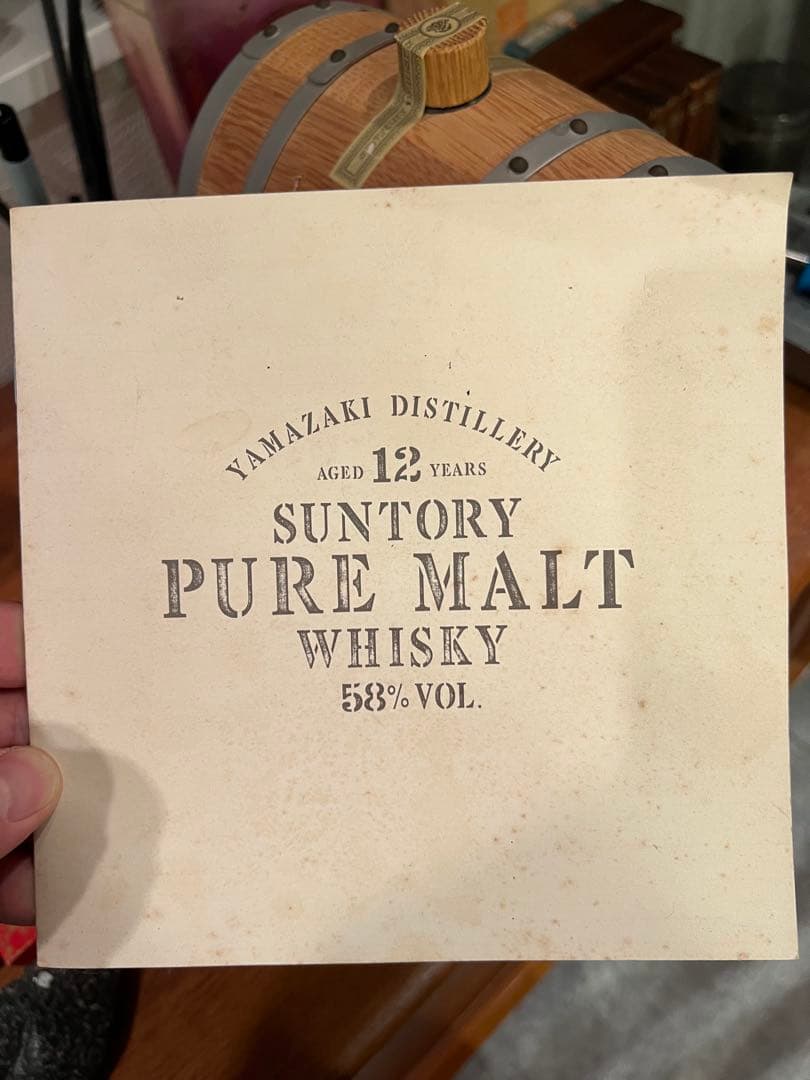 YAMAZAKI DISTILLERY
AGED 12 YEARS
SUNTORY
PURE MALT
WHISKY
58% VOL.